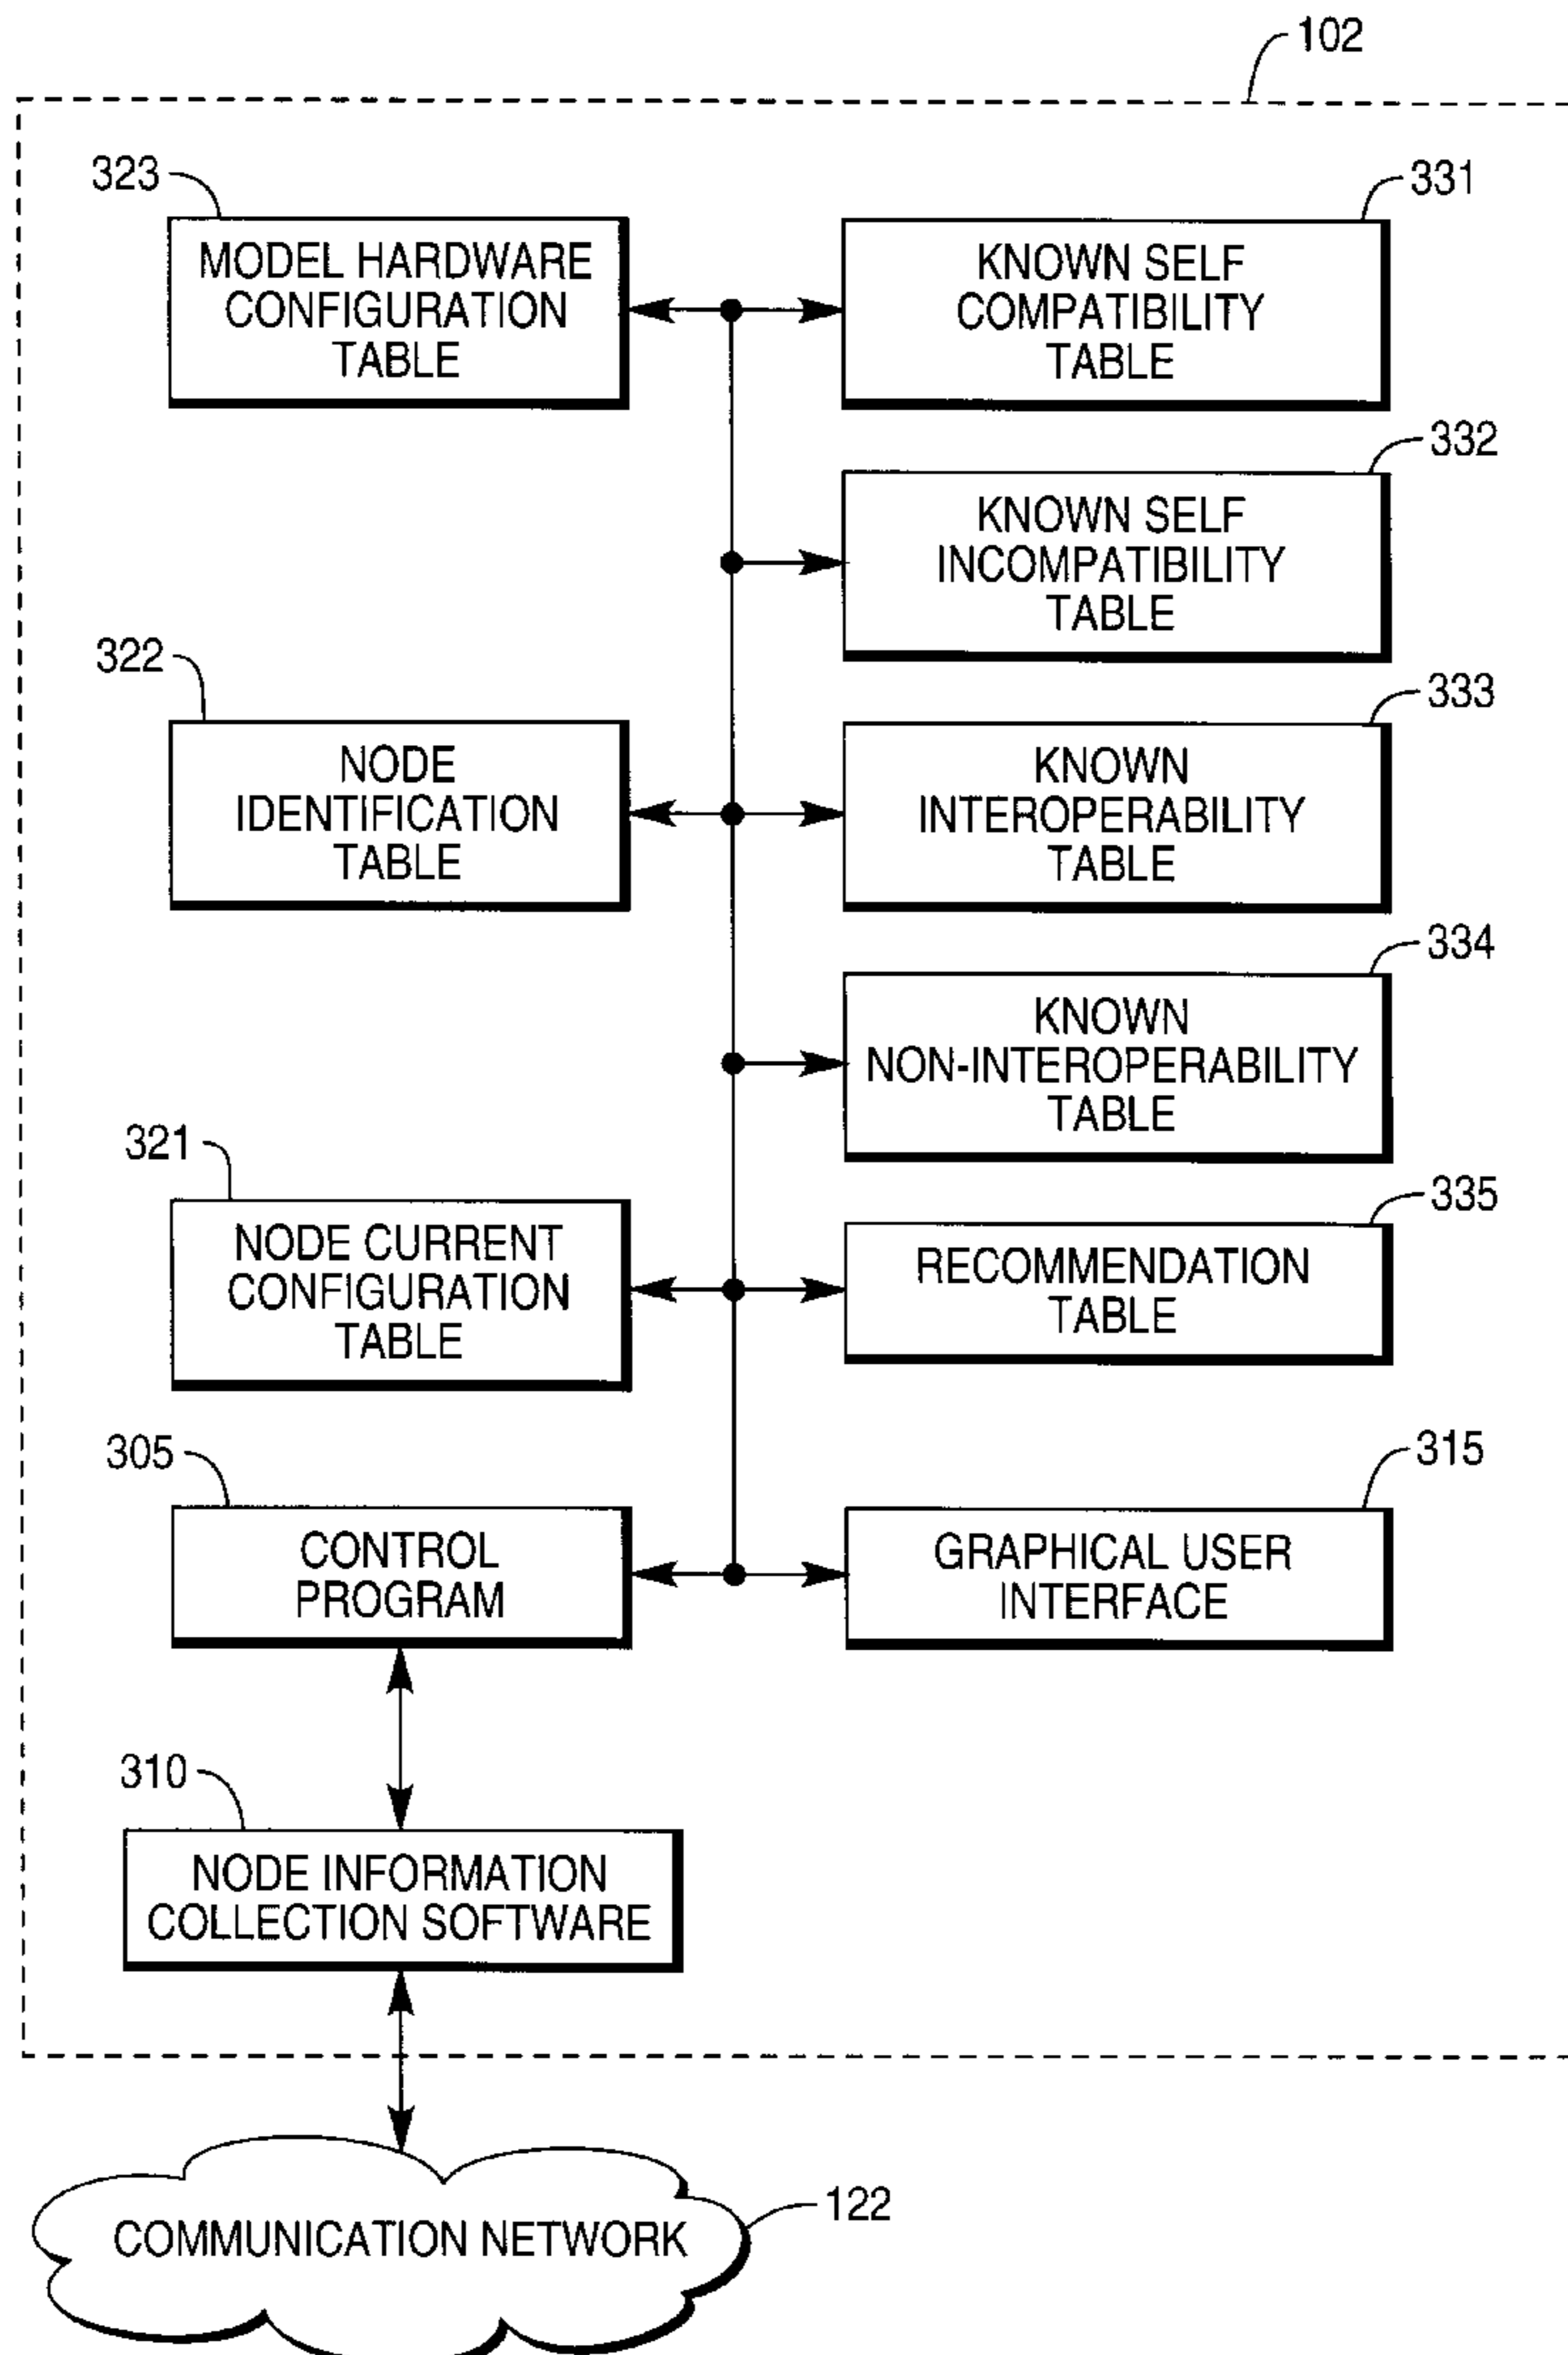 102
323
MODEL HARDWARE
CONFIGURATION
TABLE
331
KNOWN SELF
COMPATIBILITY
TABLE
332
KNOWN SELF
INCOMPATIBILITY
TABLE
322
NODE
IDENTIFICATION
TABLE
333
KNOWN
INTEROPERABILITY
TABLE
334
KNOWN
NON-INTEROPERABILITY
TABLE
321
NODE CURRENT
CONFIGURATION
TABLE
335
RECOMMENDATION
TABLE
305
CONTROL
PROGRAM
315
GRAPHICAL USER
INTERFACE
310
NODE INFORMATION
COLLECTION SOFTWARE
COMMUNICATION NETWORK
122